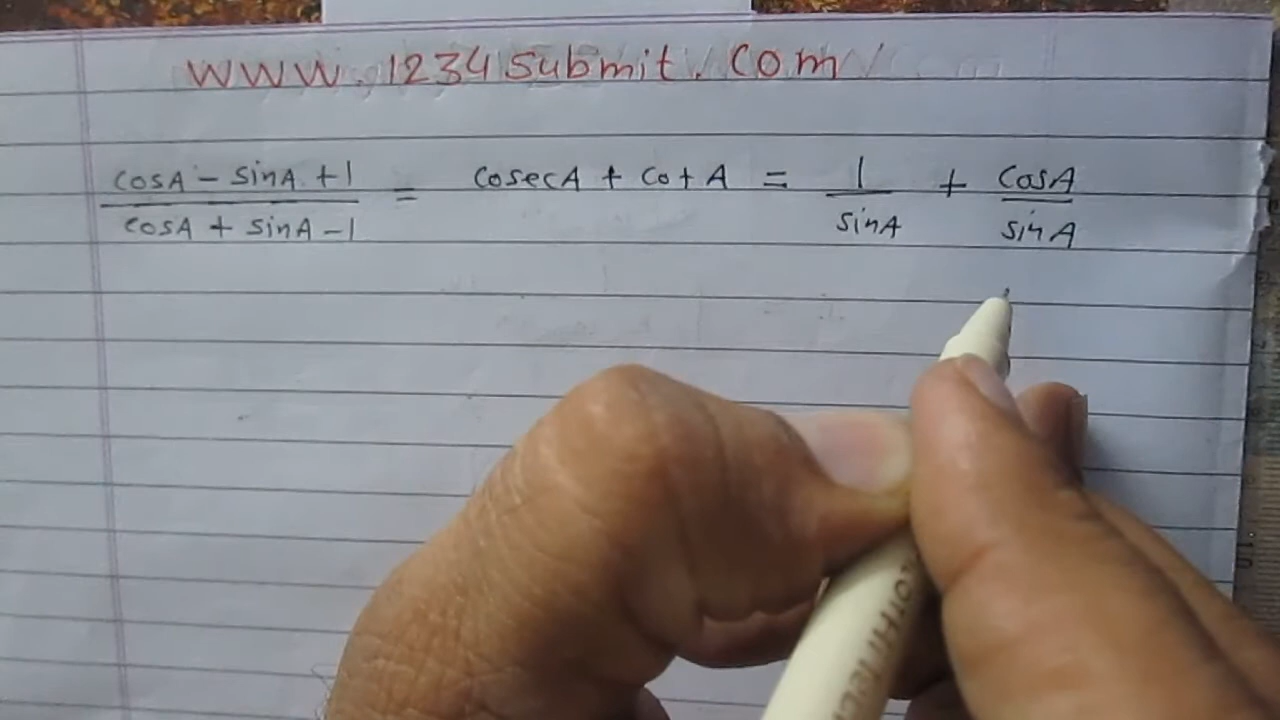 www.1234submit.com
cosA - sinA + 1 / cosA + sinA - 1 = cosecA + cotA = 1 / sinA + cosA / sinA